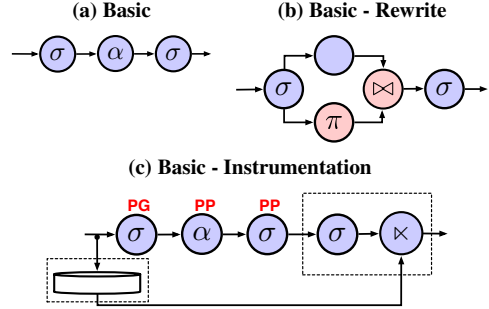 (a) Basic
σ α σ
(b) Basic - Rewrite
σ π ⋈ σ
(c) Basic - Instrumentation
PG PP PP
σ α σ σ ⋉